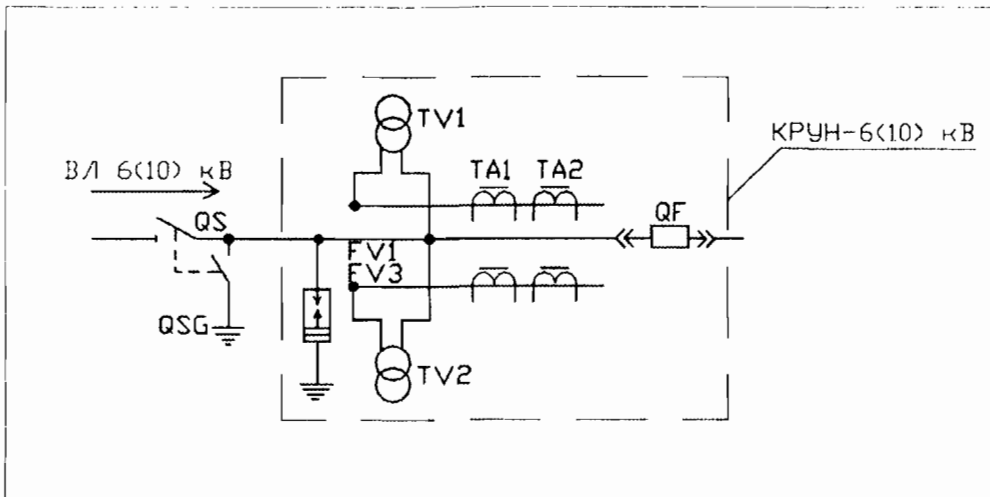 TV1
КРУН-6(10) кВ
ВЛ 6(10) кВ
TA1 TA2
QS
QF
FV1
FV3
QSG
TV2